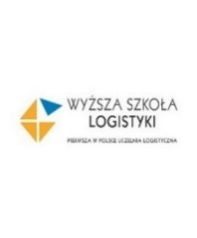 WYŻSZA SZKOŁA
LOGISTYKI
PIERWSZA W POLSCE UCZELNIA LOGISTYCZNA